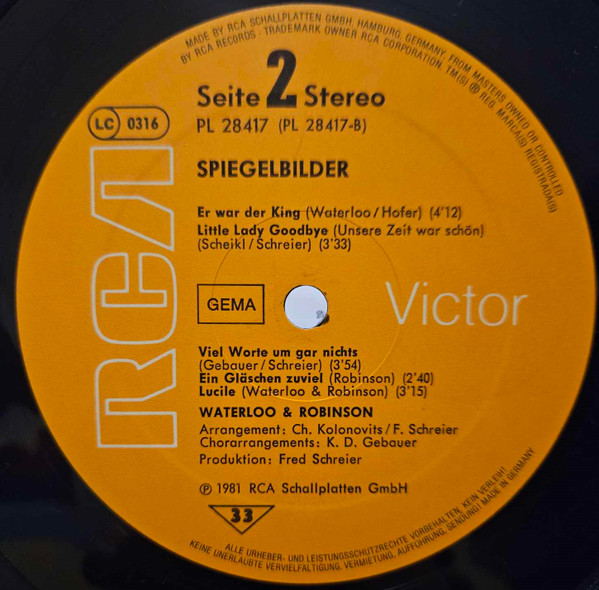 MADE BY RCA SCHALLPLATTEN GMBH, HAMBURG, GERMANY, FROM MASTERS OWNED OR CONTROLLED
BY RCA RECORDS · TRADEMARK OWNER RCA CORPORATION. TM(S) ® REG. MARCA(S) REGISTRADA(S)
Seite 2 Stereo
LC 0316
PL 28417 (PL 28417-B)
SPIEGELBILDER
Er war der King (Waterloo/Hofer) (4'12)
Little Lady Goodbye (Unsere Zeit war schön)
(Scheikl/Schreier) (3'33)
RCA
GEMA
Victor
Viel Worte um gar nichts
(Gebauer/Schreier) (3'54)
Ein Gläschen zuviel (Robinson) (2'40)
Lucile (Waterloo & Robinson) (3'15)
WATERLOO & ROBINSON
Arrangement: Ch. Kolonovits/F. Schreier
Chorarrangements: K. D. Gebauer
Produktion: Fred Schreier
℗ 1981 RCA Schallplatten GmbH
33
ALLE URHEBER- UND LEISTUNGSSCHUTZRECHTE VORBEHALTEN. KEIN VERLEIH!
KEINE UNERLAUBTE VERVIELFÄLTIGUNG, VERMIETUNG, AUFFÜHRUNG, SENDUNG! MADE IN GERMANY